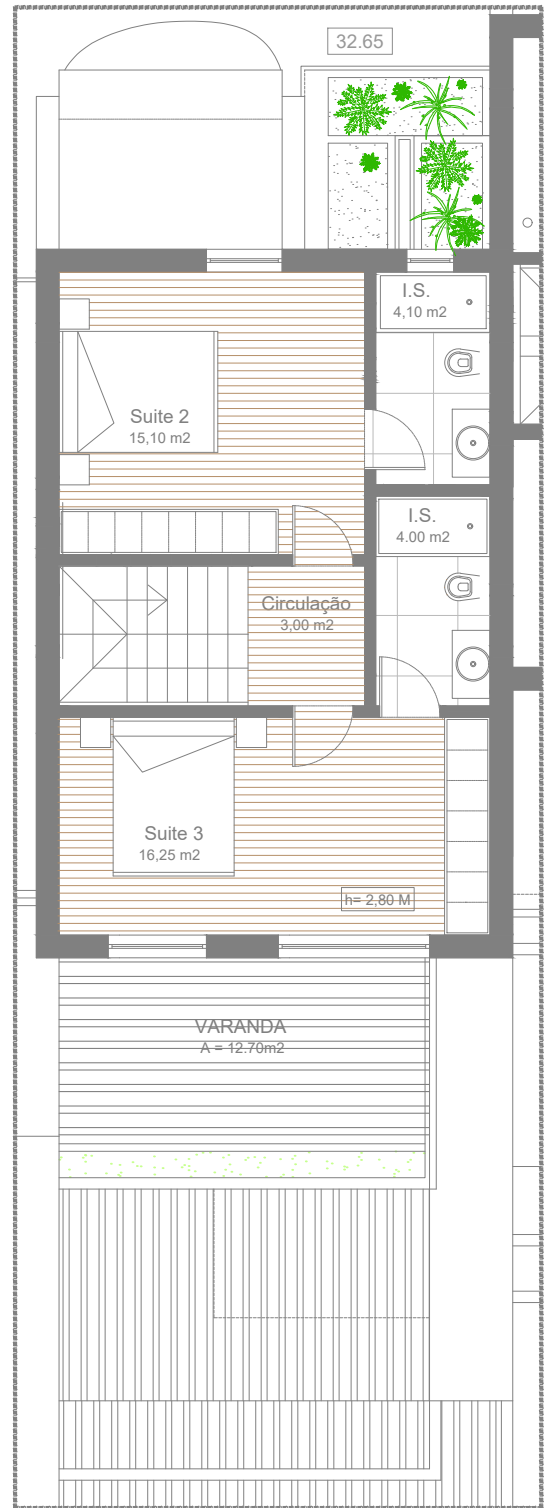 32.65
I.S.
4,10 m2
Suite 2
15,10 m2
I.S.
4.00 m2
Circulação
3,00 m2
Suite 3
16,25 m2
h= 2,80 M
VARANDA
A = 12.70m2